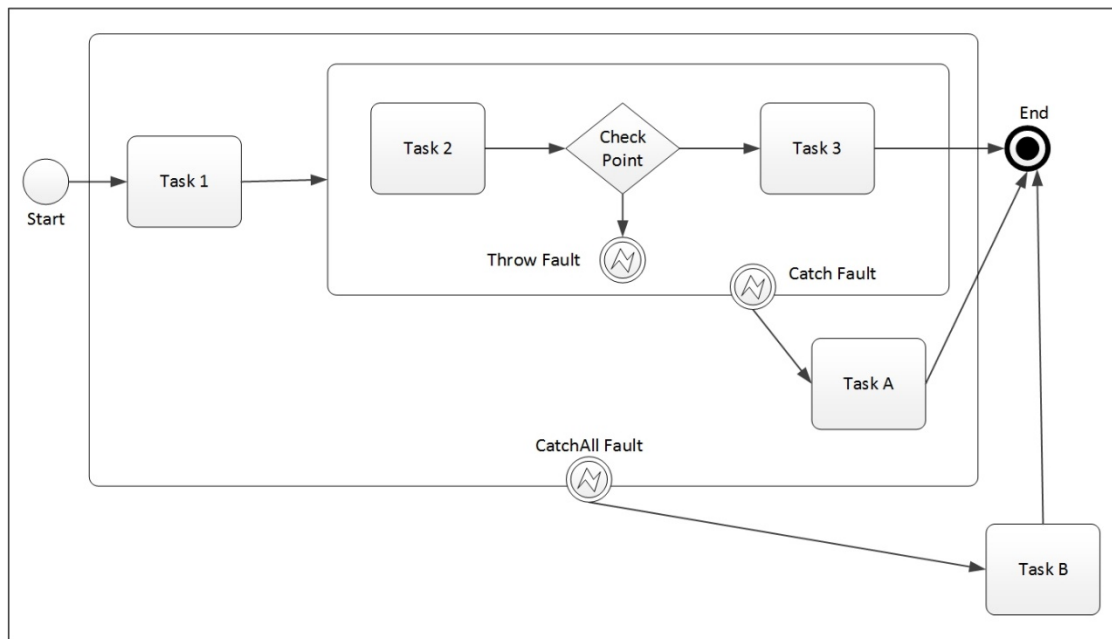 End
Check
Point
Task 2
Task 3
Task 1
Start
Throw Fault
Catch Fault
Task A
CatchAll Fault
Task B